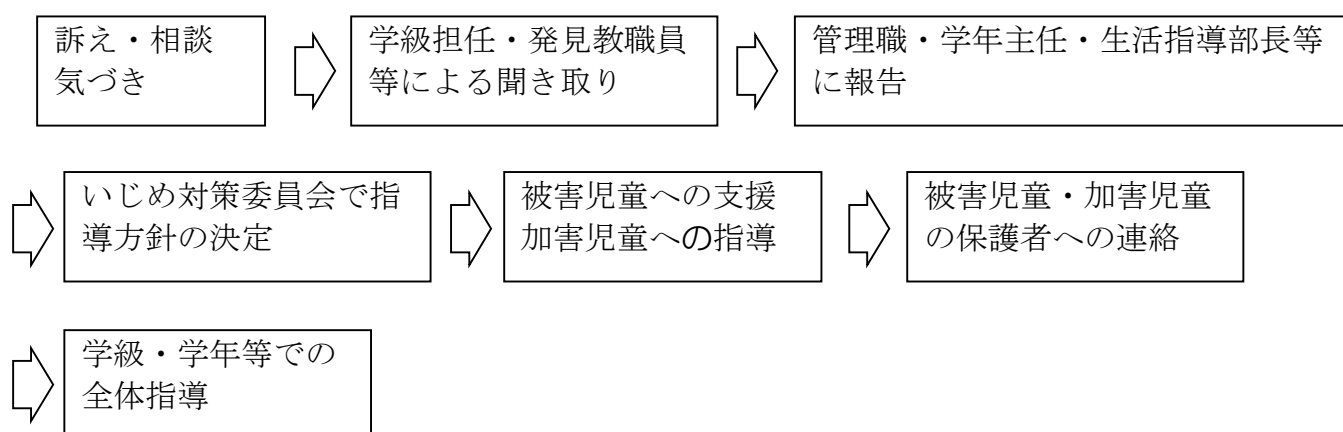 訴え・相談
気づき
学級担任・発見教職員
等による聞き取り
管理職・学年主任・生活指導部長等
に報告
いじめ対策委員会で指
導方針の決定
被害児童への支援
加害児童への指導
被害児童・加害児童
の保護者への連絡
学級・学年等での
全体指導